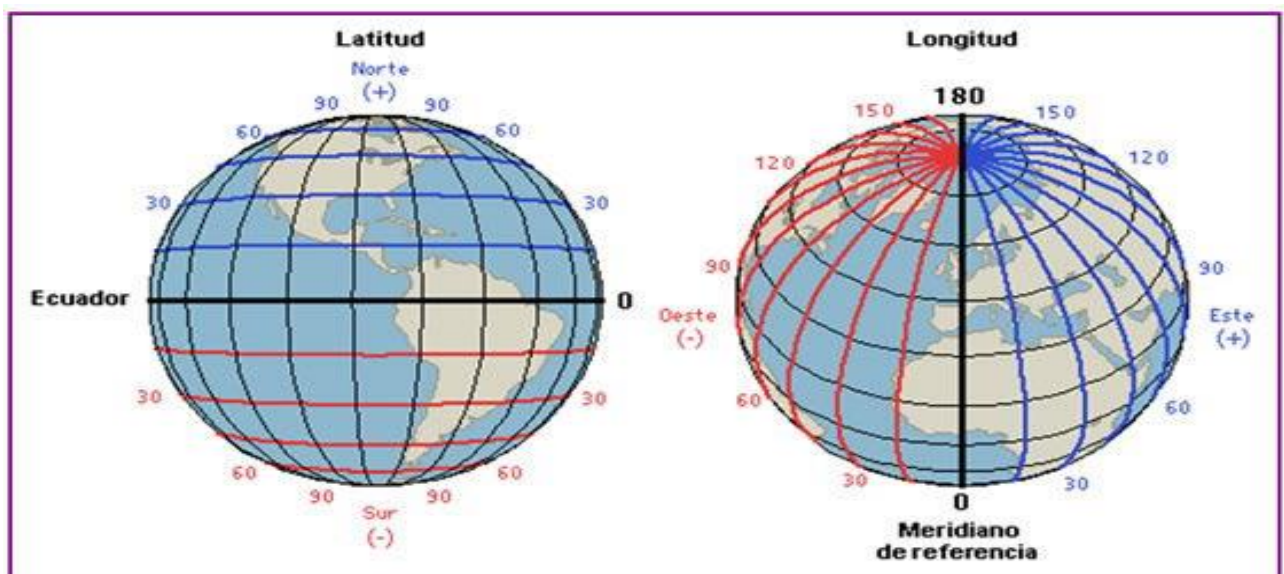 Latitud
Norte
(+)
90 90
60 60
30 30
Ecuador 0
30 30
60 60
90 90
Sur
(-)
Longitud
180
150 150
120 120
90 90
Oeste
(-)
Este
(+)
60 60
30 30
0
Meridiano
de referencia